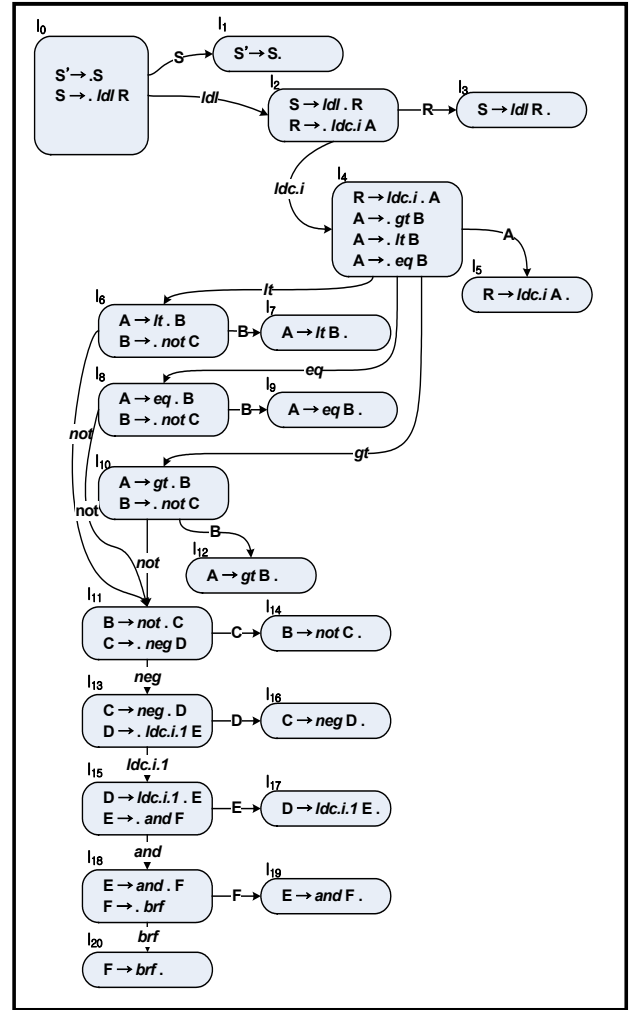 I0
S'→.S
S→. ldl R
S
I1
S'→S.
ldl
I2
S→ldl . R
R→. ldc.i A
R
I3
S→ldl R .
ldc.i
I4
R→ldc.i . A
A→. gt B
A→. lt B
A→. eq B
A
I5
R→ldc.i A .
lt
I6
A→lt . B
B→. not C
B
I7
A→lt B .
eq
I8
A→eq . B
B→. not C
B
I9
A→eq B .
not
gt
I10
A→gt . B
B→. not C
not
B
not
I12
A→gt B .
I11
B→not . C
C→. neg D
C
I14
B→not C .
neg
I13
C→neg . D
D→. ldc.i.1 E
D
I16
C→neg D .
ldc.i.1
I15
D→ldc.i.1 . E
E→. and F
E
I17
D→ldc.i.1 E .
and
I18
E→and . F
F→. brf
F
I19
E→and F .
brf
I20
F→brf .